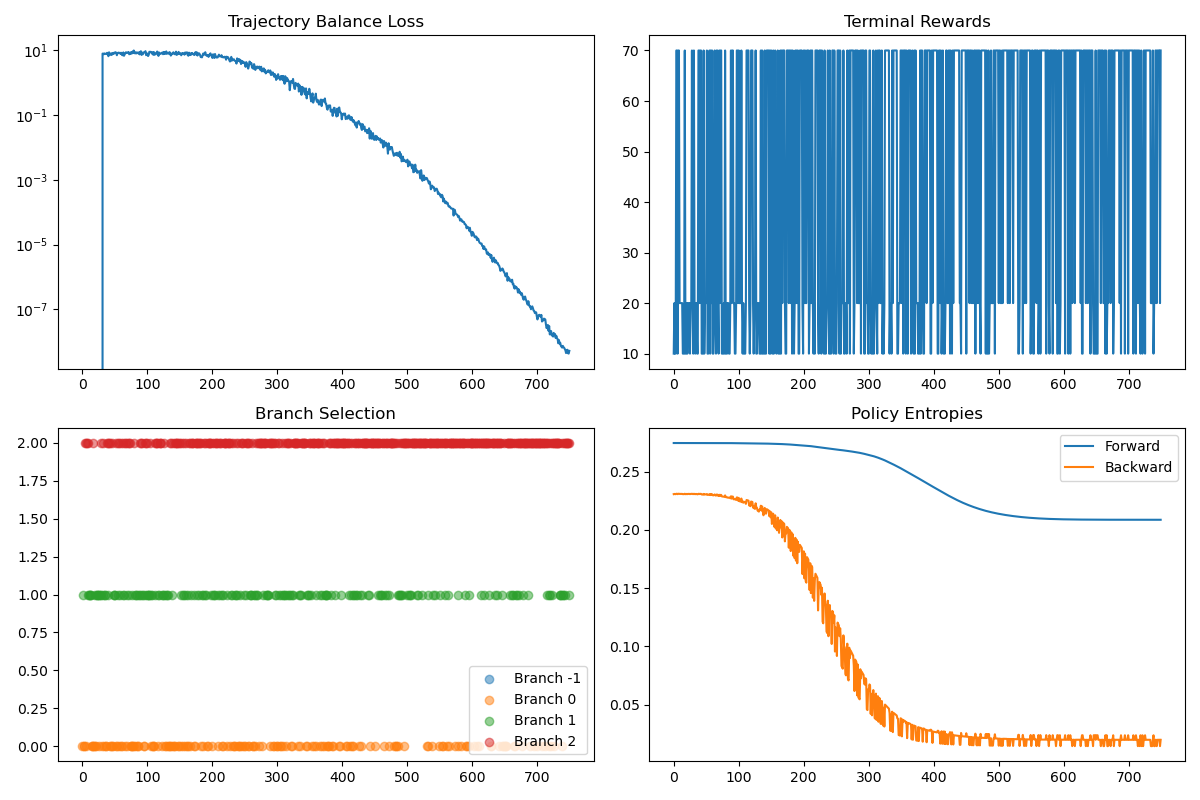 Trajectory Balance Loss
10^1
10^-1
10^-3
10^-5
10^-7
0 100 200 300 400 500 600 700
Terminal Rewards
70
60
50
40
30
20
10
0 100 200 300 400 500 600 700
Branch Selection
2.00
1.75
1.50
1.25
1.00
0.75
0.50
0.25
0.00
Branch -1
Branch 0
Branch 1
Branch 2
0 100 200 300 400 500 600 700
Policy Entropies
0.25
0.20
0.15
0.10
0.05
Forward
Backward
0 100 200 300 400 500 600 700